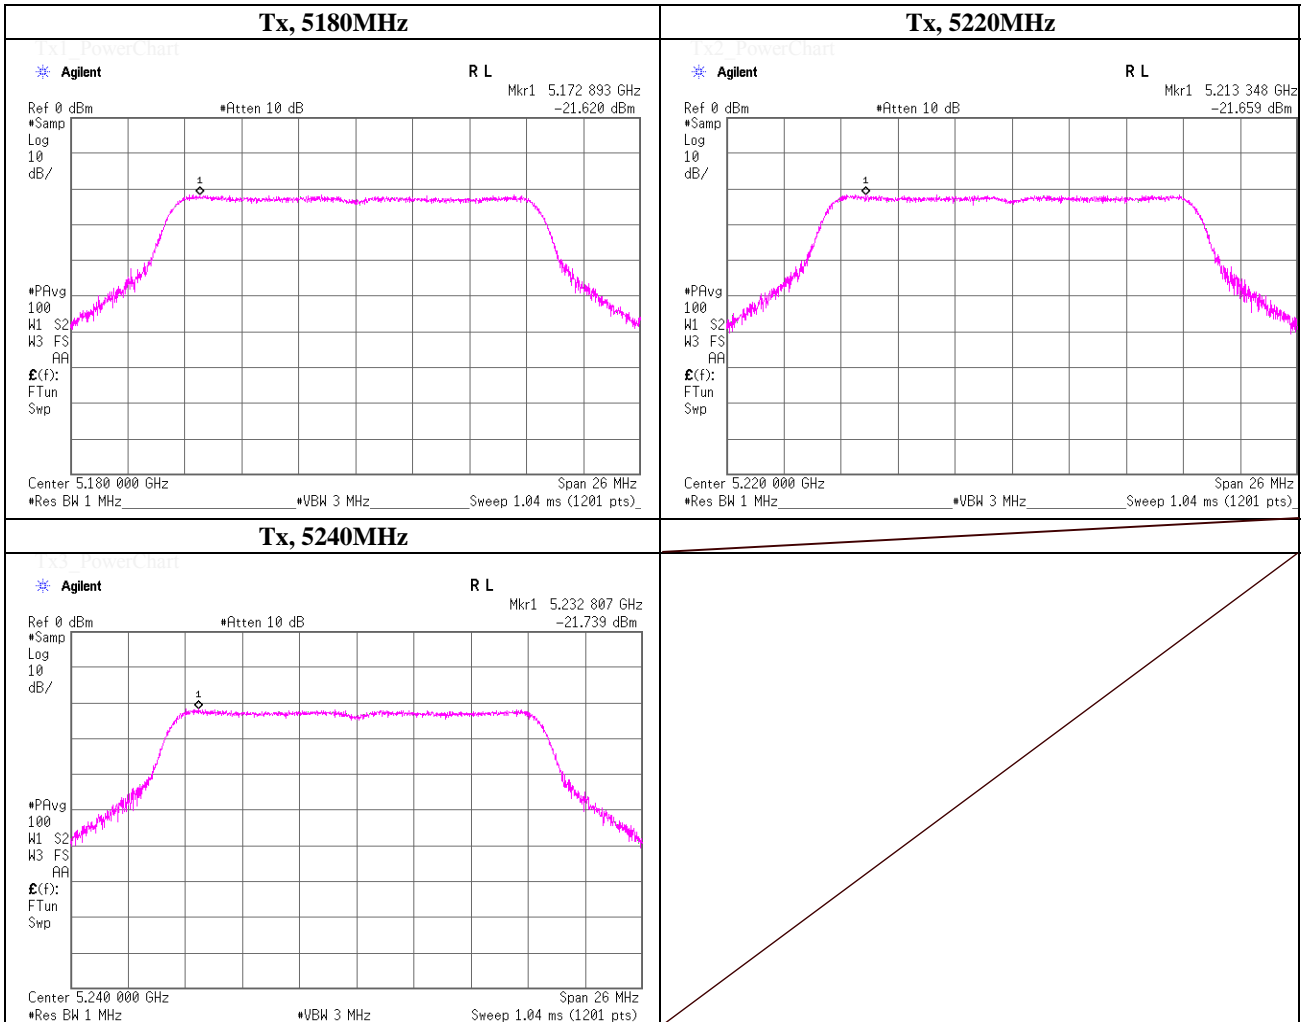 Tx, 5180MHz
Tx1_PowerChart
Agilent
R L
Mkr1 5.172 893 GHz
Ref 0 dBm #Atten 10 dB -21.620 dBm
#Samp
Log
10
dB/
1
#PAvg
100
W1 S2
W3 FS
AA
£(f):
FTun
Swp
Center 5.180 000 GHz Span 26 MHz
#Res BW 1 MHz #VBW 3 MHz Sweep 1.04 ms (1201 pts)
Tx, 5220MHz
Tx2_PowerChart
Agilent
R L
Mkr1 5.213 348 GHz
Ref 0 dBm #Atten 10 dB -21.659 dBm
#Samp
Log
10
dB/
1
#PAvg
100
W1 S2
W3 FS
AA
£(f):
FTun
Swp
Center 5.220 000 GHz Span 26 MHz
#Res BW 1 MHz #VBW 3 MHz Sweep 1.04 ms (1201 pts)
Tx, 5240MHz
Tx3_PowerChart
Agilent
R L
Mkr1 5.232 807 GHz
Ref 0 dBm #Atten 10 dB -21.739 dBm
#Samp
Log
10
dB/
1
#PAvg
100
W1 S2
W3 FS
AA
£(f):
FTun
Swp
Center 5.240 000 GHz Span 26 MHz
#Res BW 1 MHz #VBW 3 MHz Sweep 1.04 ms (1201 pts)